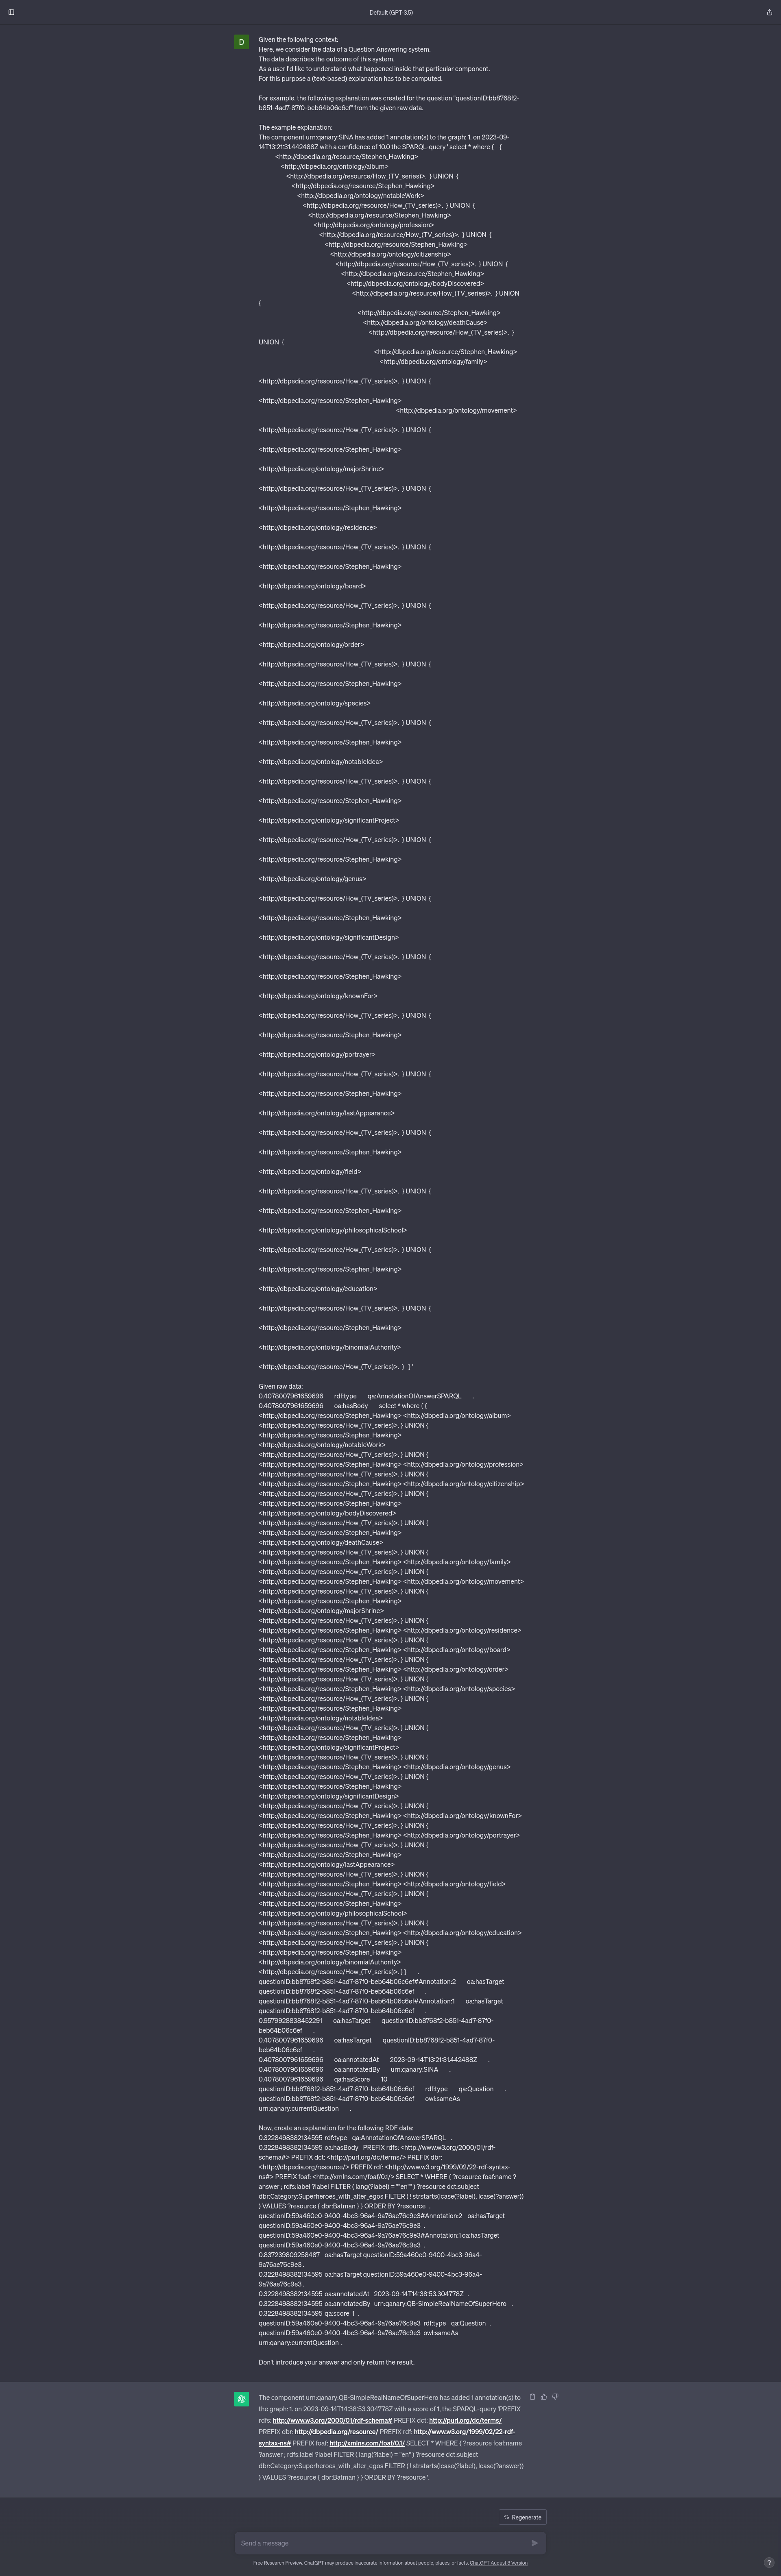 Default (GPT-3.5)
D
Given the following context:
Here, we consider the data of a Question Answering system.
The data describes the outcome of this system.
As a user I'd like to understand what happened inside that particular component.
For this purpose a (text-based) explanation has to be computed.
For example, the following explanation was created for the question "questionID:bb8768f2-
b851-4ad7-87f0-beb64b06c6ef" from the given raw data.
The example explanation:
The component urn:qanary:SINA has added 1 annotation(s) to the graph: 1. on 2023-09-
14T13:21:31.442488Z with a confidence of 10.0 the SPARQL-query ' select * where { {
<http://dbpedia.org/resource/Stephen_Hawking>
<http://dbpedia.org/ontology/album>
<http://dbpedia.org/resource/How_(TV_series)>. } UNION {
<http://dbpedia.org/resource/Stephen_Hawking>
<http://dbpedia.org/ontology/notableWork>
<http://dbpedia.org/resource/How_(TV_series)>. } UNION {
<http://dbpedia.org/resource/Stephen_Hawking>
<http://dbpedia.org/ontology/profession>
<http://dbpedia.org/resource/How_(TV_series)>. } UNION {
<http://dbpedia.org/resource/Stephen_Hawking>
<http://dbpedia.org/ontology/citizenship>
<http://dbpedia.org/resource/How_(TV_series)>. } UNION {
<http://dbpedia.org/resource/Stephen_Hawking>
<http://dbpedia.org/ontology/bodyDiscovered>
<http://dbpedia.org/resource/How_(TV_series)>. } UNION
{
<http://dbpedia.org/resource/Stephen_Hawking>
<http://dbpedia.org/ontology/deathCause>
<http://dbpedia.org/resource/How_(TV_series)>. }
UNION {
<http://dbpedia.org/resource/Stephen_Hawking>
<http://dbpedia.org/ontology/family>
<http://dbpedia.org/resource/How_(TV_series)>. } UNION {
<http://dbpedia.org/resource/Stephen_Hawking>
<http://dbpedia.org/ontology/movement>
<http://dbpedia.org/resource/How_(TV_series)>. } UNION {
<http://dbpedia.org/resource/Stephen_Hawking>
<http://dbpedia.org/ontology/majorShrine>
<http://dbpedia.org/resource/How_(TV_series)>. } UNION {
<http://dbpedia.org/resource/Stephen_Hawking>
<http://dbpedia.org/ontology/residence>
<http://dbpedia.org/resource/How_(TV_series)>. } UNION {
<http://dbpedia.org/resource/Stephen_Hawking>
<http://dbpedia.org/ontology/board>
<http://dbpedia.org/resource/How_(TV_series)>. } UNION {
<http://dbpedia.org/resource/Stephen_Hawking>
<http://dbpedia.org/ontology/order>
<http://dbpedia.org/resource/How_(TV_series)>. } UNION {
<http://dbpedia.org/resource/Stephen_Hawking>
<http://dbpedia.org/ontology/species>
<http://dbpedia.org/resource/How_(TV_series)>. } UNION {
<http://dbpedia.org/resource/Stephen_Hawking>
<http://dbpedia.org/ontology/notableIdea>
<http://dbpedia.org/resource/How_(TV_series)>. } UNION {
<http://dbpedia.org/resource/Stephen_Hawking>
<http://dbpedia.org/ontology/significantProject>
<http://dbpedia.org/resource/How_(TV_series)>. } UNION {
<http://dbpedia.org/resource/Stephen_Hawking>
<http://dbpedia.org/ontology/genus>
<http://dbpedia.org/resource/How_(TV_series)>. } UNION {
<http://dbpedia.org/resource/Stephen_Hawking>
<http://dbpedia.org/ontology/significantDesign>
<http://dbpedia.org/resource/How_(TV_series)>. } UNION {
<http://dbpedia.org/resource/Stephen_Hawking>
<http://dbpedia.org/ontology/knownFor>
<http://dbpedia.org/resource/How_(TV_series)>. } UNION {
<http://dbpedia.org/resource/Stephen_Hawking>
<http://dbpedia.org/ontology/portrayer>
<http://dbpedia.org/resource/How_(TV_series)>. } UNION {
<http://dbpedia.org/resource/Stephen_Hawking>
<http://dbpedia.org/ontology/lastAppearance>
<http://dbpedia.org/resource/How_(TV_series)>. } UNION {
<http://dbpedia.org/resource/Stephen_Hawking>
<http://dbpedia.org/ontology/field>
<http://dbpedia.org/resource/How_(TV_series)>. } UNION {
<http://dbpedia.org/resource/Stephen_Hawking>
<http://dbpedia.org/ontology/philosophicalSchool>
<http://dbpedia.org/resource/How_(TV_series)>. } UNION {
<http://dbpedia.org/resource/Stephen_Hawking>
<http://dbpedia.org/ontology/education>
<http://dbpedia.org/resource/How_(TV_series)>. } UNION {
<http://dbpedia.org/resource/Stephen_Hawking>
<http://dbpedia.org/ontology/binomialAuthority>
<http://dbpedia.org/resource/How_(TV_series)>. } } '
Given raw data:
0.4078007961659696 rdf:type qa:AnnotationOfAnswerSPARQL .
0.4078007961659696 oa:hasBody select * where { {
<http://dbpedia.org/resource/Stephen_Hawking> <http://dbpedia.org/ontology/album>
<http://dbpedia.org/resource/How_(TV_series)>. } UNION {
<http://dbpedia.org/resource/Stephen_Hawking>
<http://dbpedia.org/ontology/notableWork>
<http://dbpedia.org/resource/How_(TV_series)>. } UNION {
<http://dbpedia.org/resource/Stephen_Hawking> <http://dbpedia.org/ontology/profession>
<http://dbpedia.org/resource/How_(TV_series)>. } UNION {
<http://dbpedia.org/resource/Stephen_Hawking> <http://dbpedia.org/ontology/citizenship>
<http://dbpedia.org/resource/How_(TV_series)>. } UNION {
<http://dbpedia.org/resource/Stephen_Hawking>
<http://dbpedia.org/ontology/bodyDiscovered>
<http://dbpedia.org/resource/How_(TV_series)>. } UNION {
<http://dbpedia.org/resource/Stephen_Hawking>
<http://dbpedia.org/ontology/deathCause>
<http://dbpedia.org/resource/How_(TV_series)>. } UNION {
<http://dbpedia.org/resource/Stephen_Hawking> <http://dbpedia.org/ontology/family>
<http://dbpedia.org/resource/How_(TV_series)>. } UNION {
<http://dbpedia.org/resource/Stephen_Hawking> <http://dbpedia.org/ontology/movement>
<http://dbpedia.org/resource/How_(TV_series)>. } UNION {
<http://dbpedia.org/resource/Stephen_Hawking>
<http://dbpedia.org/ontology/majorShrine>
<http://dbpedia.org/resource/How_(TV_series)>. } UNION {
<http://dbpedia.org/resource/Stephen_Hawking> <http://dbpedia.org/ontology/residence>
<http://dbpedia.org/resource/How_(TV_series)>. } UNION {
<http://dbpedia.org/resource/Stephen_Hawking> <http://dbpedia.org/ontology/board>
<http://dbpedia.org/resource/How_(TV_series)>. } UNION {
<http://dbpedia.org/resource/Stephen_Hawking> <http://dbpedia.org/ontology/order>
<http://dbpedia.org/resource/How_(TV_series)>. } UNION {
<http://dbpedia.org/resource/Stephen_Hawking> <http://dbpedia.org/ontology/species>
<http://dbpedia.org/resource/How_(TV_series)>. } UNION {
<http://dbpedia.org/resource/Stephen_Hawking>
<http://dbpedia.org/ontology/notableIdea>
<http://dbpedia.org/resource/How_(TV_series)>. } UNION {
<http://dbpedia.org/resource/Stephen_Hawking>
<http://dbpedia.org/ontology/significantProject>
<http://dbpedia.org/resource/How_(TV_series)>. } UNION {
<http://dbpedia.org/resource/Stephen_Hawking> <http://dbpedia.org/ontology/genus>
<http://dbpedia.org/resource/How_(TV_series)>. } UNION {
<http://dbpedia.org/resource/Stephen_Hawking>
<http://dbpedia.org/ontology/significantDesign>
<http://dbpedia.org/resource/How_(TV_series)>. } UNION {
<http://dbpedia.org/resource/Stephen_Hawking> <http://dbpedia.org/ontology/knownFor>
<http://dbpedia.org/resource/How_(TV_series)>. } UNION {
<http://dbpedia.org/resource/Stephen_Hawking> <http://dbpedia.org/ontology/portrayer>
<http://dbpedia.org/resource/How_(TV_series)>. } UNION {
<http://dbpedia.org/resource/Stephen_Hawking>
<http://dbpedia.org/ontology/lastAppearance>
<http://dbpedia.org/resource/How_(TV_series)>. } UNION {
<http://dbpedia.org/resource/Stephen_Hawking> <http://dbpedia.org/ontology/field>
<http://dbpedia.org/resource/How_(TV_series)>. } UNION {
<http://dbpedia.org/resource/Stephen_Hawking>
<http://dbpedia.org/ontology/philosophicalSchool>
<http://dbpedia.org/resource/How_(TV_series)>. } UNION {
<http://dbpedia.org/resource/Stephen_Hawking> <http://dbpedia.org/ontology/education>
<http://dbpedia.org/resource/How_(TV_series)>. } UNION {
<http://dbpedia.org/resource/Stephen_Hawking>
<http://dbpedia.org/ontology/binomialAuthority>
<http://dbpedia.org/resource/How_(TV_series)>. } } .
questionID:bb8768f2-b851-4ad7-87f0-beb64b06c6ef#Annotation:2 oa:hasTarget
questionID:bb8768f2-b851-4ad7-87f0-beb64b06c6ef .
questionID:bb8768f2-b851-4ad7-87f0-beb64b06c6ef#Annotation:1 oa:hasTarget
questionID:bb8768f2-b851-4ad7-87f0-beb64b06c6ef .
0.9579928838452291 oa:hasTarget questionID:bb8768f2-b851-4ad7-87f0-
beb64b06c6ef .
0.4078007961659696 oa:hasTarget questionID:bb8768f2-b851-4ad7-87f0-
beb64b06c6ef .
0.4078007961659696 oa:annotatedAt 2023-09-14T13:21:31.442488Z .
0.4078007961659696 oa:annotatedBy urn:qanary:SINA .
0.4078007961659696 qa:hasScore 10 .
questionID:bb8768f2-b851-4ad7-87f0-beb64b06c6ef rdf:type qa:Question .
questionID:bb8768f2-b851-4ad7-87f0-beb64b06c6ef owl:sameAs
urn:qanary:currentQuestion .
Now, create an explanation for the following RDF data:
0.3228498382134595 rdf:type qa:AnnotationOfAnswerSPARQL .
0.3228498382134595 oa:hasBody PREFIX rdfs: <http://www.w3.org/2000/01/rdf-
schema#> PREFIX dct: <http://purl.org/dc/terms/> PREFIX dbr:
<http://dbpedia.org/resource/> PREFIX rdf: <http://www.w3.org/1999/02/22-rdf-syntax-
ns#> PREFIX foaf: <http://xmlns.com/foaf/0.1/> SELECT * WHERE { ?resource foaf:name ?
answer ; rdfs:label ?label FILTER ( lang(?label) = ""en"" ) ?resource dct:subject
dbr:Category:Superheroes_with_alter_egos FILTER ( ! strstarts(lcase(?label), lcase(?answer))
) VALUES ?resource { dbr:Batman } } ORDER BY ?resource .
questionID:59a460e0-9400-4bc3-96a4-9a76ae76c9e3#Annotation:2 oa:hasTarget
questionID:59a460e0-9400-4bc3-96a4-9a76ae76c9e3 .
questionID:59a460e0-9400-4bc3-96a4-9a76ae76c9e3#Annotation:1 oa:hasTarget
questionID:59a460e0-9400-4bc3-96a4-9a76ae76c9e3 .
0.837239809258487 oa:hasTarget questionID:59a460e0-9400-4bc3-96a4-
9a76ae76c9e3 .
0.3228498382134595 oa:hasTarget questionID:59a460e0-9400-4bc3-96a4-
9a76ae76c9e3 .
0.3228498382134595 oa:annotatedAt 2023-09-14T14:38:53.304778Z .
0.3228498382134595 oa:annotatedBy urn:qanary:QB-SimpleRealNameOfSuperHero .
0.3228498382134595 qa:score 1 .
questionID:59a460e0-9400-4bc3-96a4-9a76ae76c9e3 rdf:type qa:Question .
questionID:59a460e0-9400-4bc3-96a4-9a76ae76c9e3 owl:sameAs
urn:qanary:currentQuestion .
Don't introduce your answer and only return the result.
The component urn:qanary:QB-SimpleRealNameOfSuperHero has added 1 annotation(s) to
the graph: 1. on 2023-09-14T14:38:53.304778Z with a score of 1, the SPARQL-query 'PREFIX
rdfs: http://www.w3.org/2000/01/rdf-schema# PREFIX dct: http://purl.org/dc/terms/
PREFIX dbr: http://dbpedia.org/resource/ PREFIX rdf: http://www.w3.org/1999/02/22-rdf-
syntax-ns# PREFIX foaf: http://xmlns.com/foaf/0.1/ SELECT * WHERE { ?resource foaf:name
?answer ; rdfs:label ?label FILTER ( lang(?label) = "en" ) ?resource dct:subject
dbr:Category:Superheroes_with_alter_egos FILTER ( ! strstarts(lcase(?label), lcase(?answer))
) VALUES ?resource { dbr:Batman } } ORDER BY ?resource '.
Regenerate
Send a message
Free Research Preview. ChatGPT may produce inaccurate information about people, places, or facts. ChatGPT August 3 Version
?